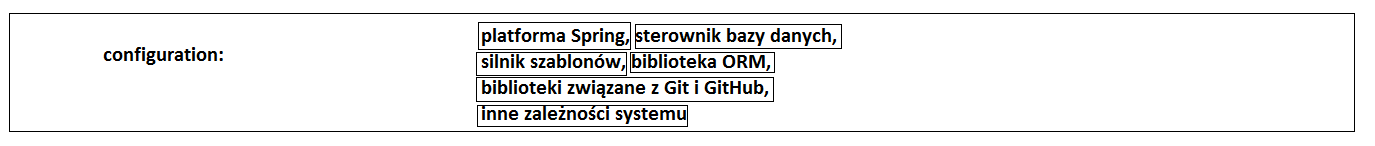 configuration:
platforma Spring, sterownik bazy danych,
silnik szablonów, biblioteka ORM,
biblioteki związane z Git i GitHub,
inne zależności systemu